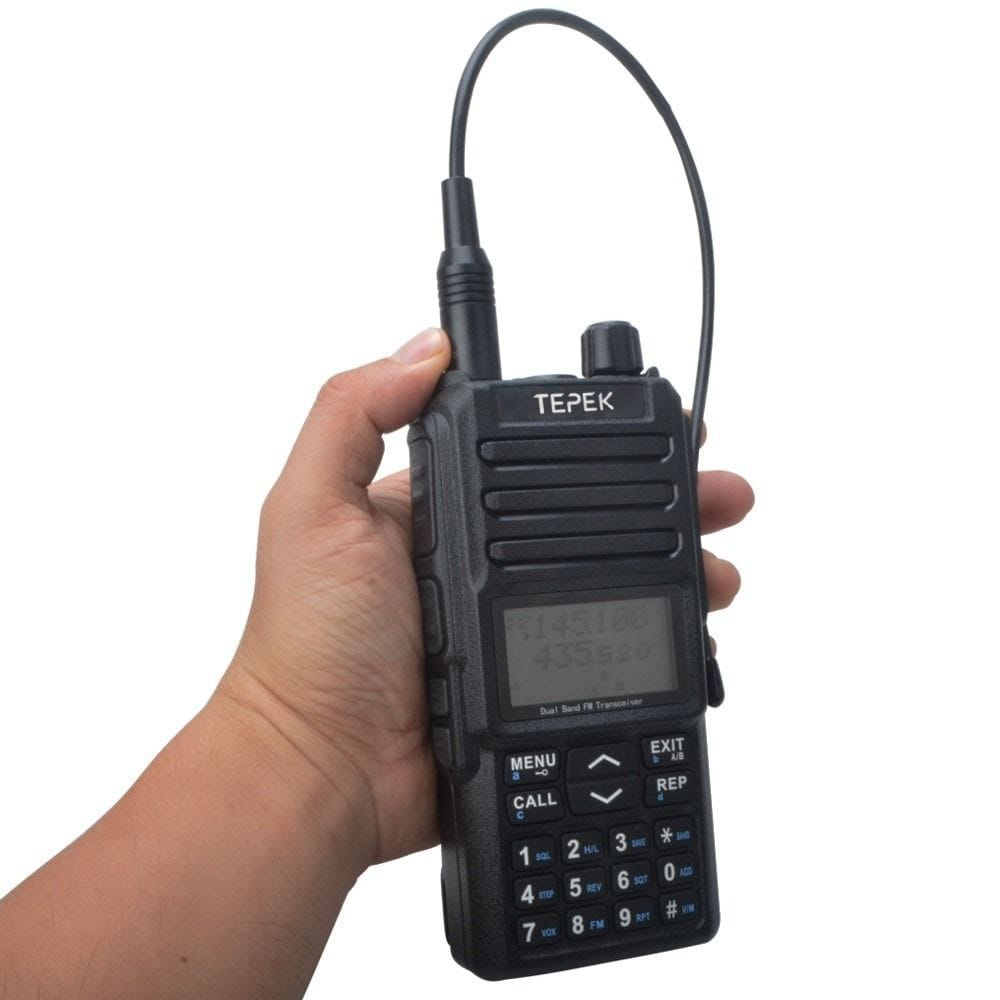 TEPEK
145.100
435.520
Dual Band FM Transceiver
MENU a
EXIT b A/B
CALL c
REP d
1 SQL 2 H/L 3 SAVE * BAND
4 STEP 5 REV 6 SQT 0 ADD
7 VOX 8 FM 9 RPT # V/M